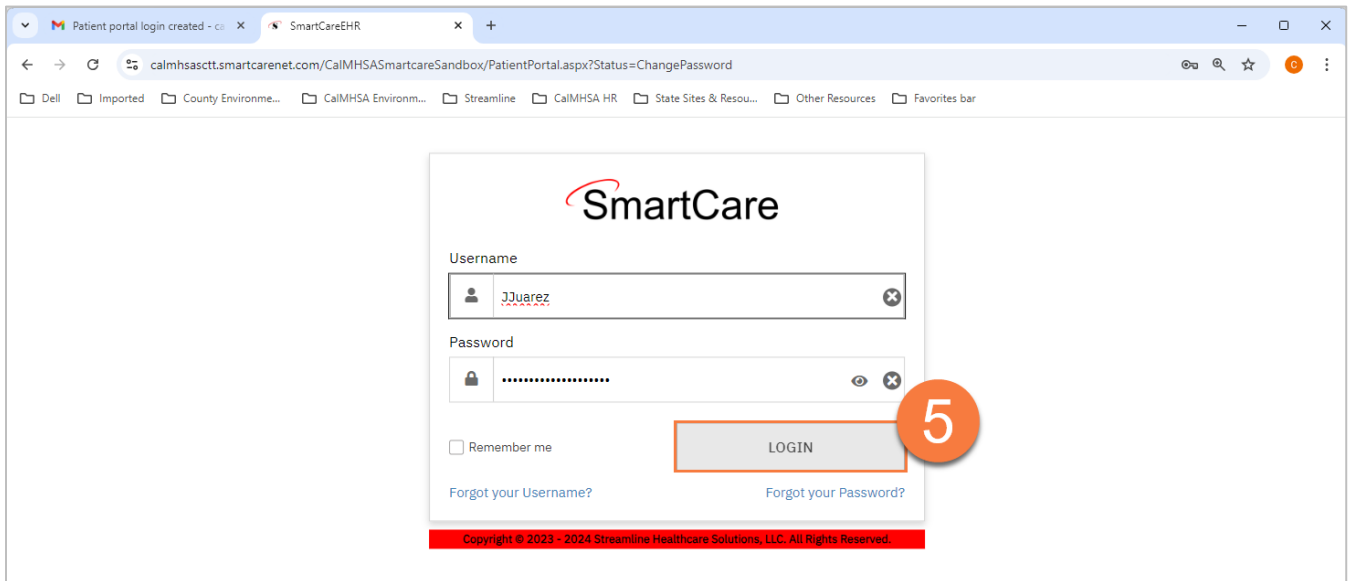 Patient portal login created - ca
SmartCareEHR
calmhsasctt.smartcarenet.com/CalMHSASmartcareSandbox/PatientPortal.aspx?Status=ChangePassword
C
Dell Imported County Environme... CalMHSA Environm... Streamline CalMHSA HR State Sites & Resou... Other Resources Favorites bar
SmartCare
Username
JJuarez
Password
5
Remember me LOGIN
Forgot your Username? Forgot your Password?
Copyright © 2023 - 2024 Streamline Healthcare Solutions, LLC. All Rights Reserved.